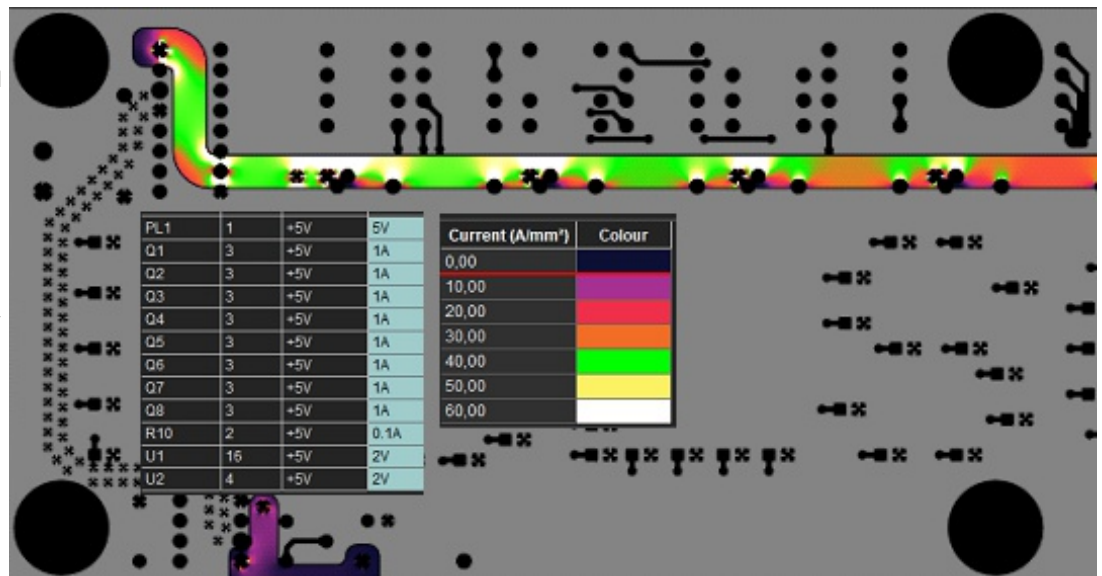 PL1 1 +5V 5V
Q1 3 +5V 1A
Q2 3 +5V 1A
Q3 3 +5V 1A
Q4 3 +5V 1A
Q5 3 +5V 1A
Q6 3 +5V 1A
Q7 3 +5V 1A
Q8 3 +5V 1A
R10 2 +5V 0.1A
U1 16 +5V 2V
U2 4 +5V 2V
Current (A/mm²) Colour
0,00
10,00
20,00
30,00
40,00
50,00
60,00